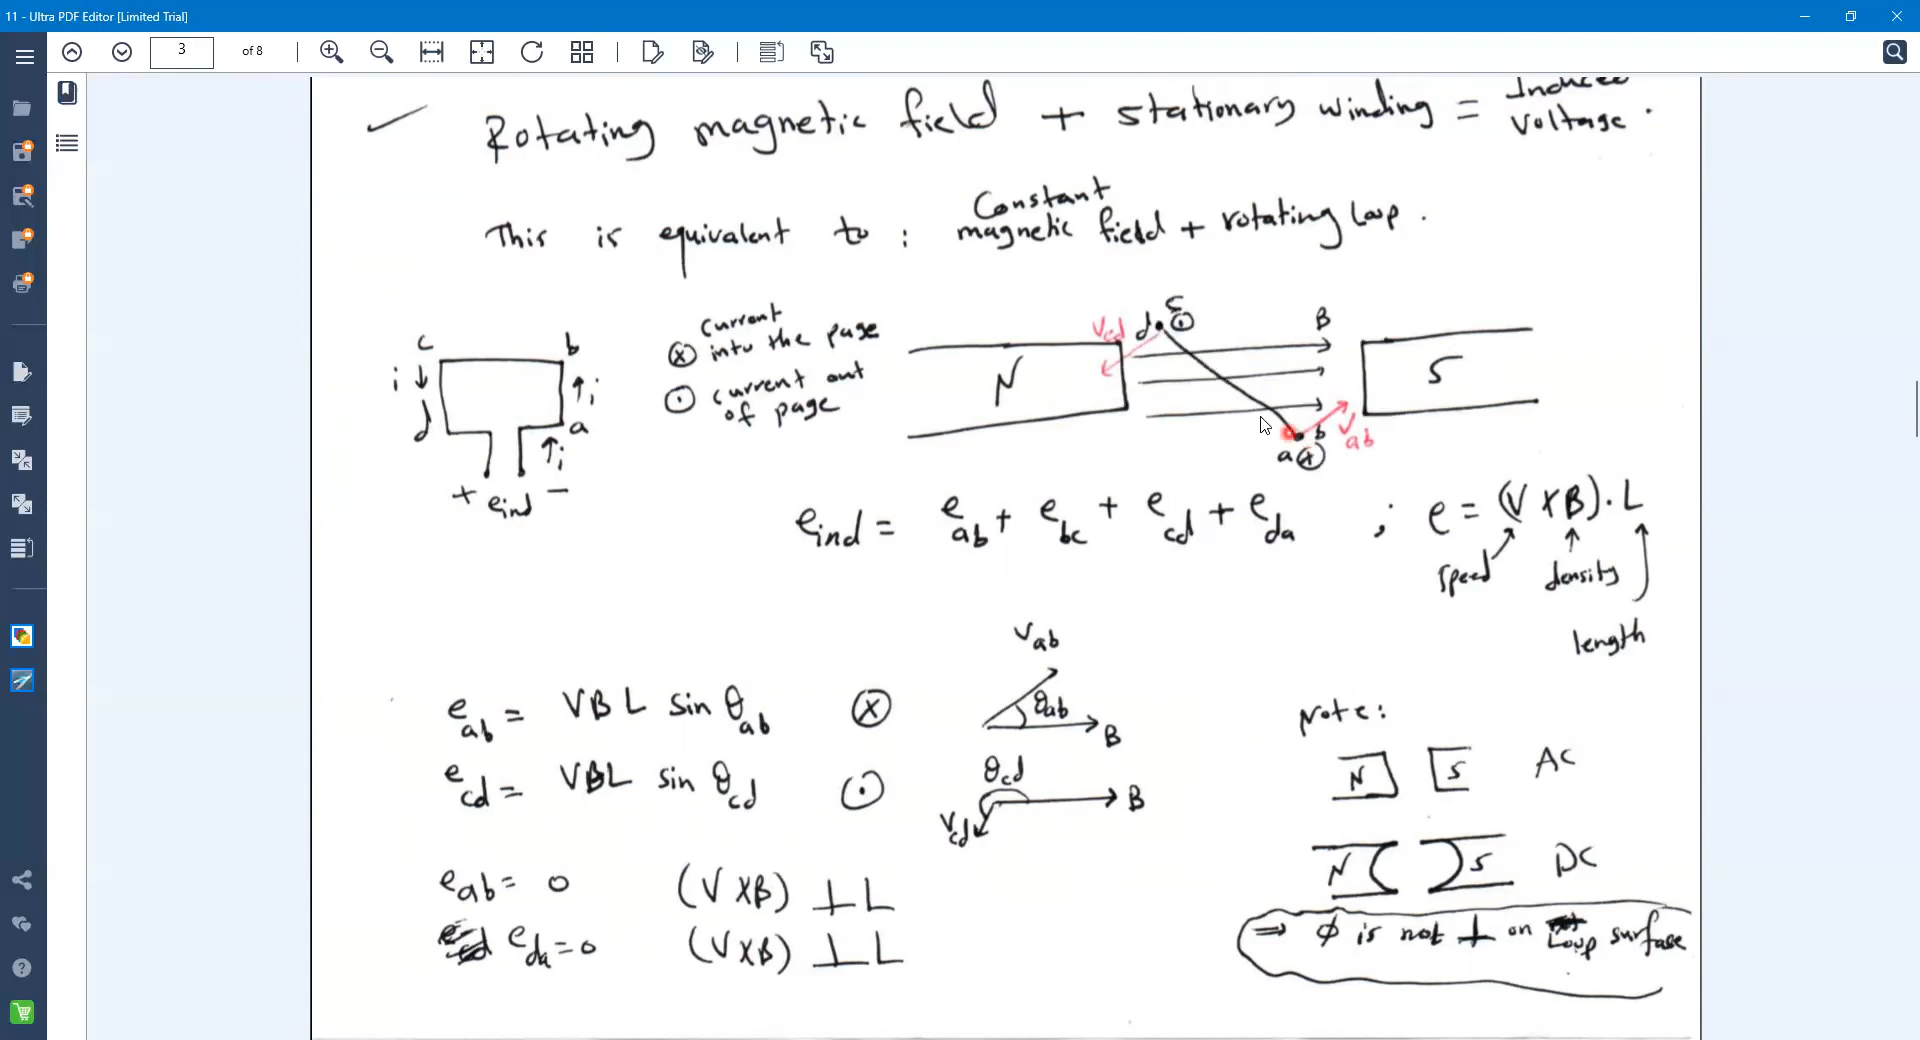 11 - Ultra PDF Editor [Limited Trial]
3
of 8
Rotating magnetic field + stationary winding = Induced Voltage.
This is equivalent to : Constant magnetic field + rotating Loop.
c b
i ↓ ↑ i
d a
↑ i
+ eind -
⊗ current into the page
⊙ current out of page
N
Vcd
d c ⊙
B
S
b
a ⊗
Vab
eind = eab + ebc + ecd + eda ; e = (V X B) . L
speed density
length
Vab
eab = VBL sin θab ⊗
θab
B
ecd = VBL sin θcd ⊙
θcd
B
Vcd
Note:
N S AC
N S DC
eab = 0 (V X B) ⊥ L
eda = 0 (V X B) ⊥ L
⇒ ϕ is not ⊥ on Loop surface